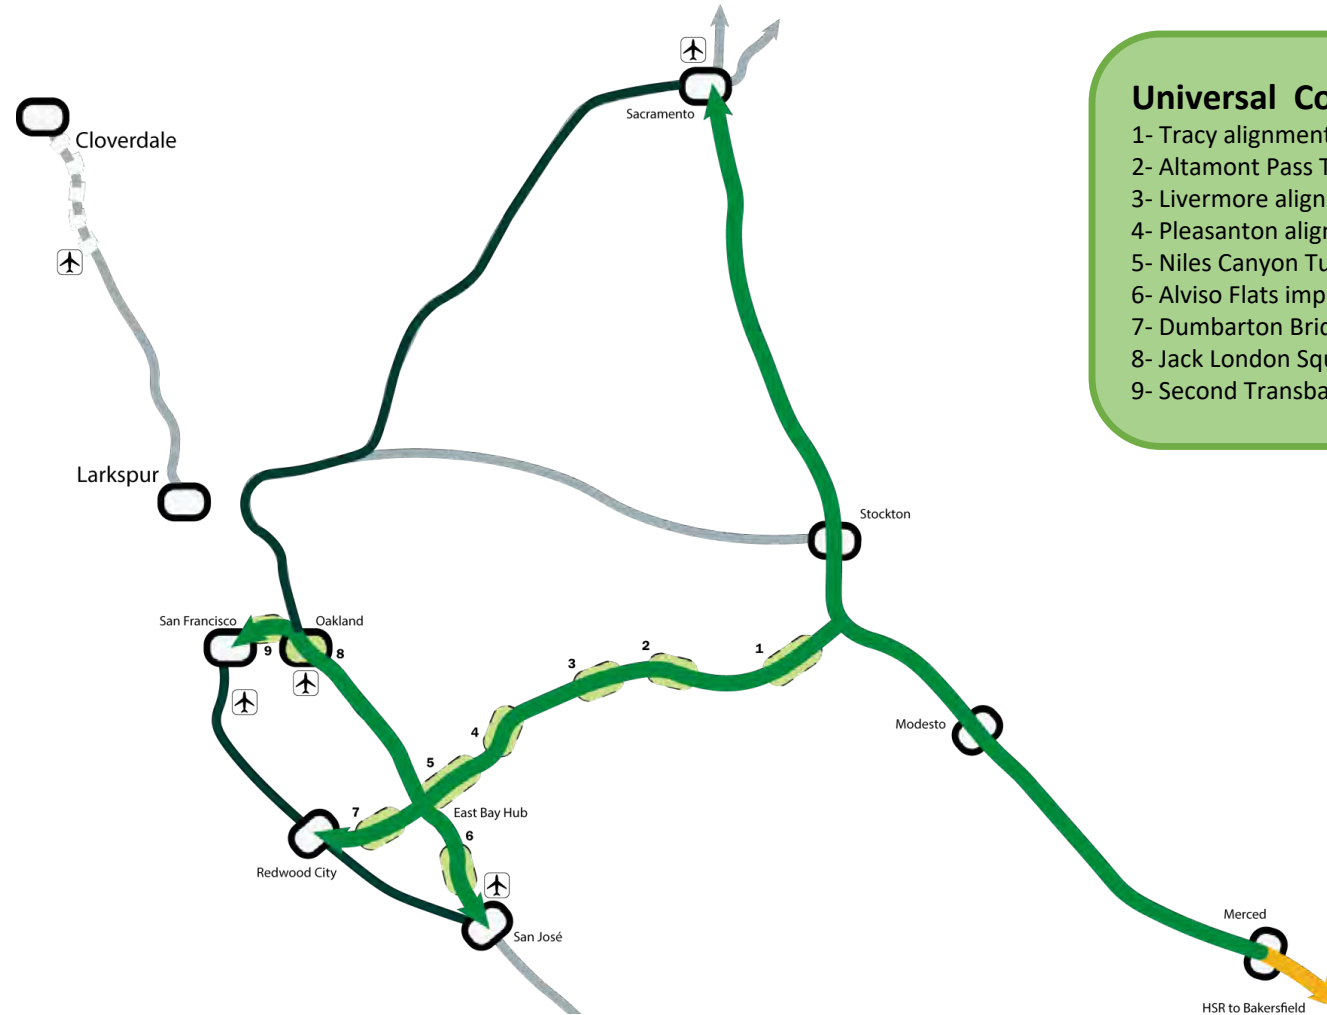 Universal Co
1- Tracy alignment
2- Altamont Pass T
3- Livermore align
4- Pleasanton align
5- Niles Canyon Tu
6- Alviso Flats imp
7- Dumbarton Brid
8- Jack London Squ
9- Second Transba
Sacramento
Cloverdale
Larkspur
Stockton
San Francisco
Oakland
9
8
1
2
3
4
5
7
East Bay Hub
6
Modesto
Redwood City
San José
Merced
HSR to Bakersfield